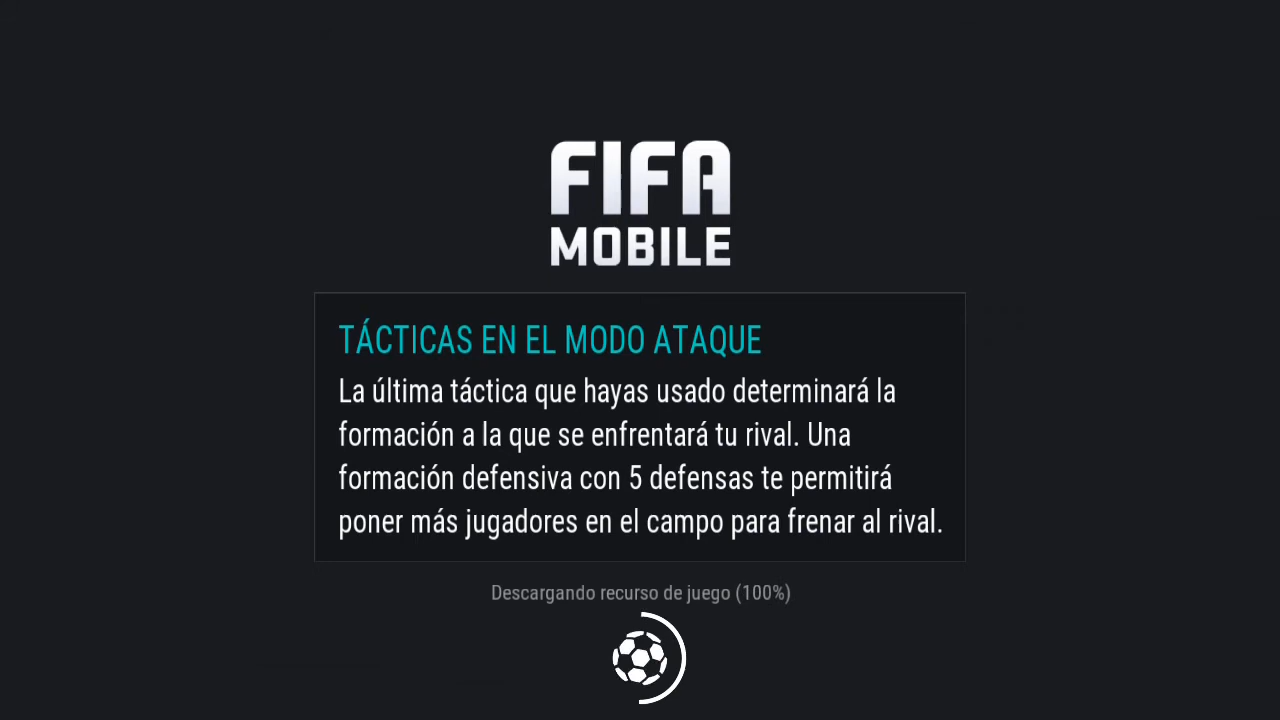 FIFA
MOBILE
TÁCTICAS EN EL MODO ATAQUE
La última táctica que hayas usado determinará la
formación a la que se enfrentará tu rival. Una
formación defensiva con 5 defensas te permitirá
poner más jugadores en el campo para frenar al rival.
Descargando recurso de juego (100%)